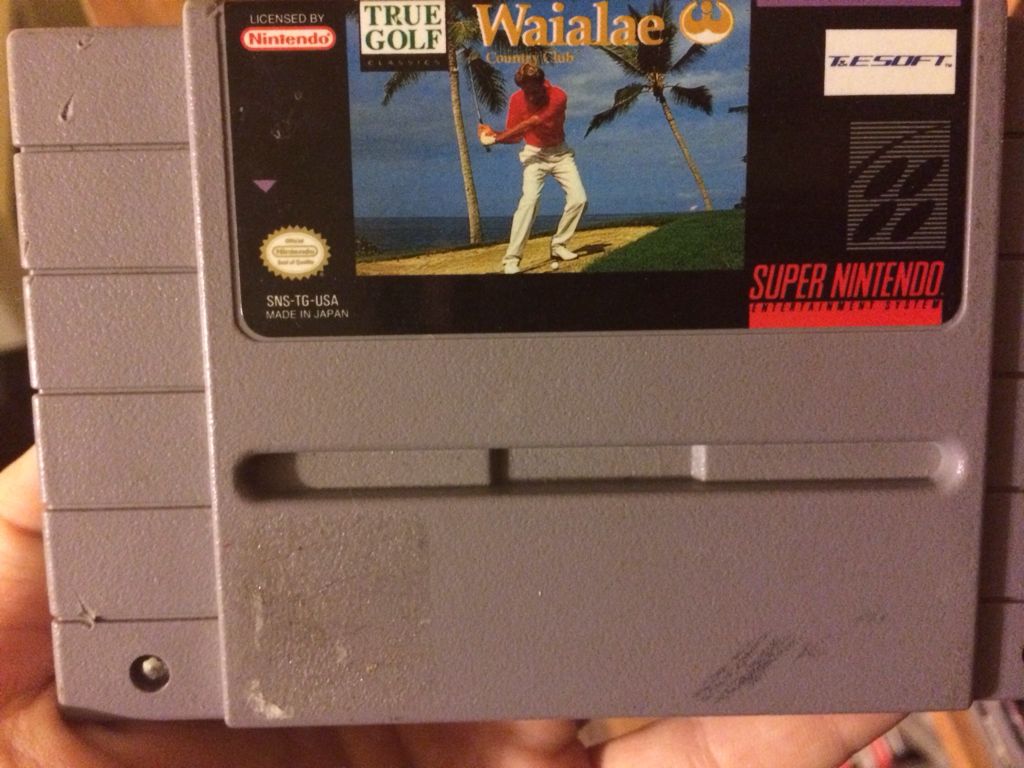 LICENSED BY
Nintendo
TRUE
GOLF
CLASSICS
Waialae
Country Club
T&ESOFT™
Official
Nintendo
Seal of Quality
SNS-TG-USA
MADE IN JAPAN
SUPER NINTENDO
ENTERTAINMENT SYSTEM